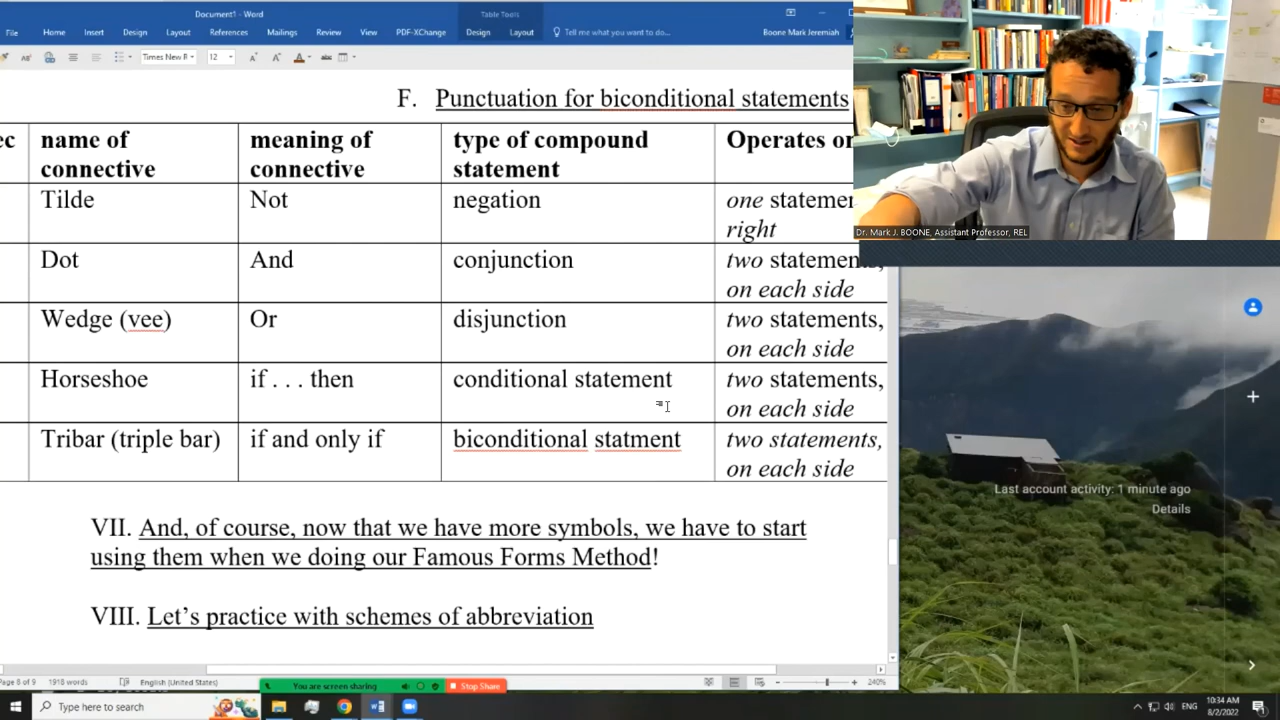 Document1 - Word
Table Tools
File Home Insert Design Layout References Mailings Review View PDF-XChange Design Layout Tell me what you want to do... Boone Mark Jeremiah
Times New R 12
F. Punctuation for biconditional statements
ec name of connective meaning of connective type of compound statement Operates on
Tilde Not negation one statemen
right
Dot And conjunction two statements,
on each side
Wedge (vee) Or disjunction two statements,
on each side
Horseshoe if . . . then conditional statement two statements,
on each side
Tribar (triple bar) if and only if biconditional statment two statements,
on each side
VII. And, of course, now that we have more symbols, we have to start
using them when we doing our Famous Forms Method!
VIII. Let's practice with schemes of abbreviation
Dr. Mark J. BOONE, Assistant Professor, REL
Last account activity: 1 minute ago
Details
Page 8 of 9 1918 words English (United States) 240%
You are screen sharing Stop Share
Type here to search
ENG
10:34 AM
8/2/2022